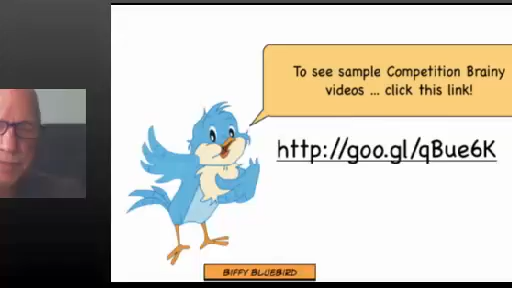 To see sample Competition Brainy
videos ... click this link!
http://goo.gl/qBue6K
BIFFY BLUEBIRD